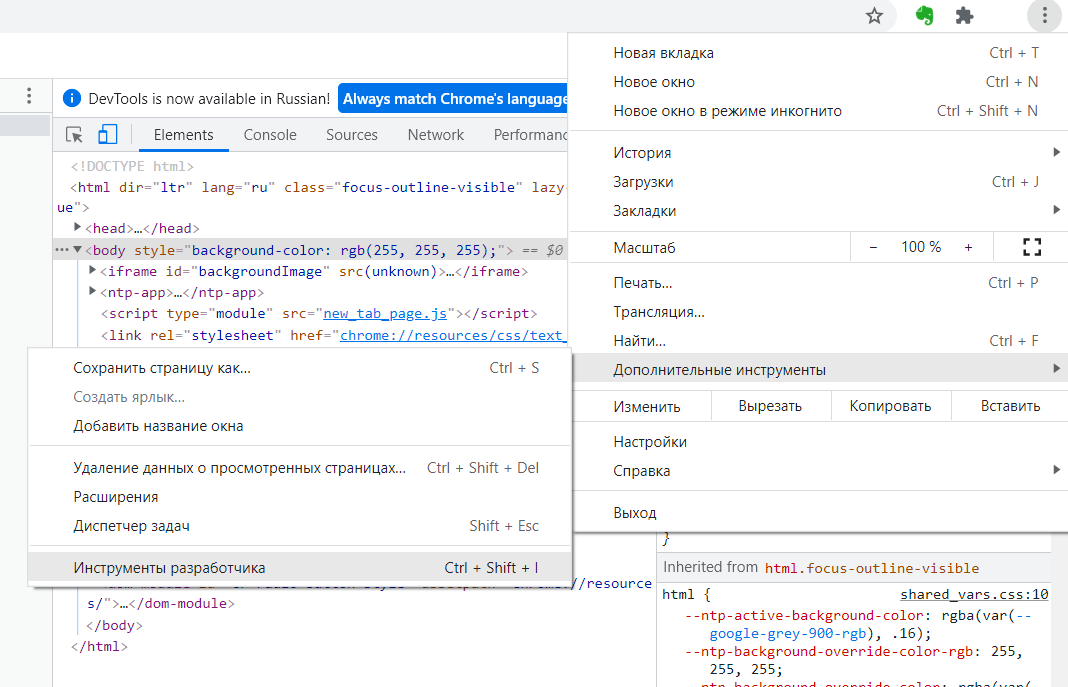 DevTools is now available in Russian! Always match Chrome's language
Elements Console Sources Network Performanc
<!DOCTYPE html>
<html dir="ltr" lang="ru" class="focus-outline-visible" lazy-
ue">
<head>…</head>
<body style="background-color: rgb(255, 255, 255);"> == $0
<iframe id="backgroundImage" src(unknown)>…</iframe>
<ntp-app>…</ntp-app>
<script type="module" src="new_tab_page.js"></script>
<link rel="stylesheet" href="chrome://resources/css/text_
Новая вкладка Ctrl + T
Новое окно Ctrl + N
Новое окно в режиме инкогнито Ctrl + Shift + N
История
Загрузки Ctrl + J
Закладки
Масштаб − 100 % +
Печать... Ctrl + P
Трансляция...
Найти... Ctrl + F
Дополнительные инструменты
Изменить Вырезать Копировать Вставить
Настройки
Справка
Выход
Сохранить страницу как... Ctrl + S
Создать ярлык...
Добавить название окна
Удаление данных о просмотренных страницах... Ctrl + Shift + Del
Расширения
Диспетчер задач Shift + Esc
Инструменты разработчика Ctrl + Shift + I
//resource
s/">…</dom-module>
</body>
</html>
}
Inherited from html.focus-outline-visible
html { shared_vars.css:10
--ntp-active-background-color: rgba(var(--
google-grey-900-rgb), .16);
--ntp-background-override-color-rgb: 255,
255, 255;
--ntp-background-override-color: rgba(var(